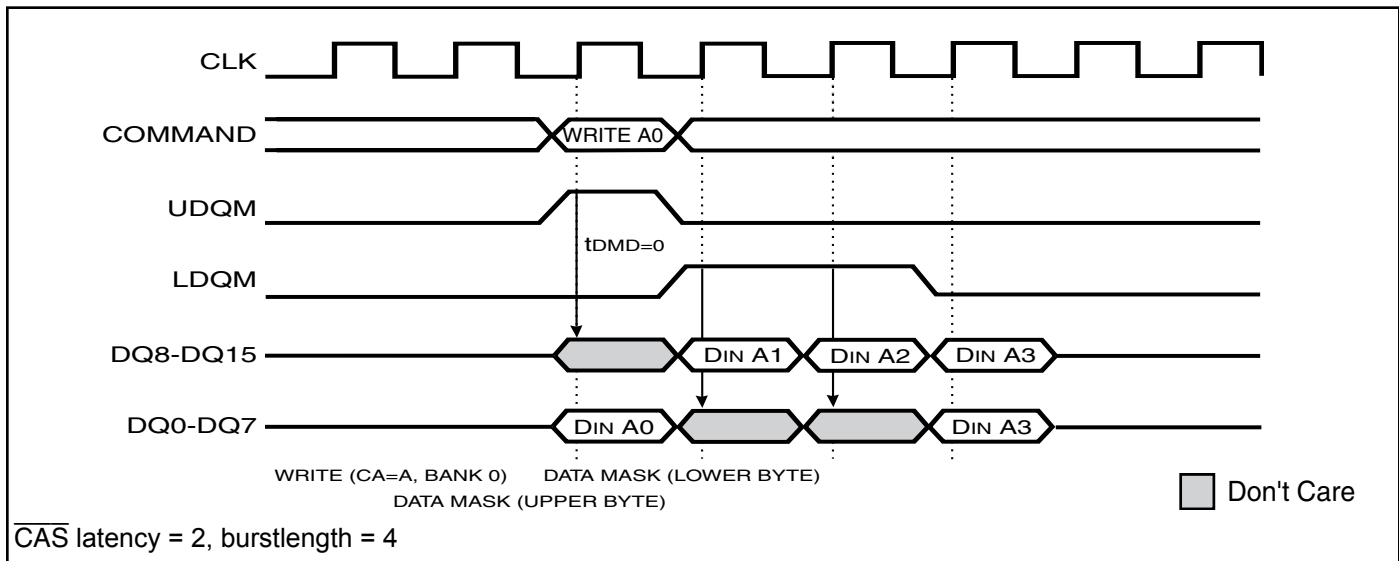 CLK
COMMAND WRITE A0
UDQM
tDMD=0
LDQM
DQ8-DQ15 DIN A1 DIN A2 DIN A3
DQ0-DQ7 DIN A0 DIN A3
WRITE (CA=A, BANK 0) DATA MASK (LOWER BYTE)
DATA MASK (UPPER BYTE)
Don't Care
CAS latency = 2, burstlength = 4